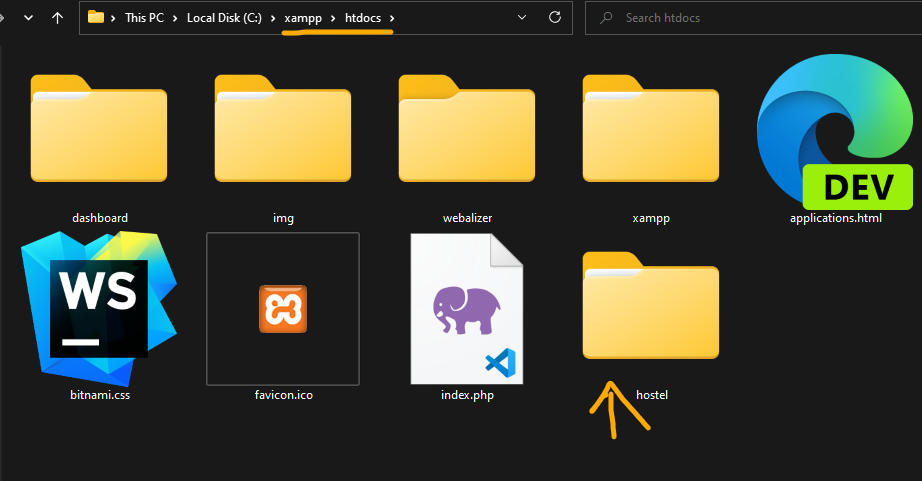 This PC > Local Disk (C:) > xampp > htdocs >
Search htdocs
dashboard
img
webalizer
xampp
DEV
applications.html
WS
bitnami.css
favicon.ico
index.php
hostel